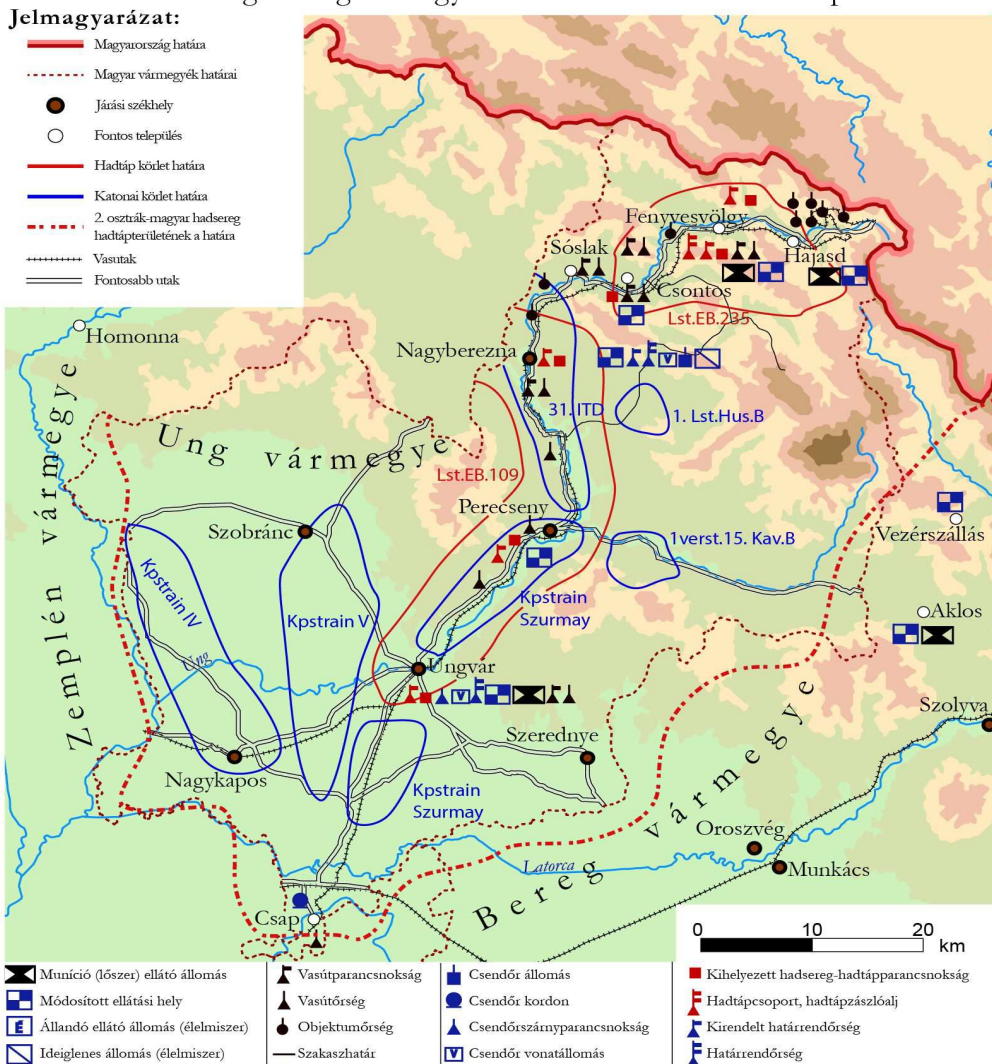 Jelmagyarázat:
Magyarország határa
Magyar vármegyék határai
Járási székhely
Fontos település
Hadtáp körlet határa
Katonai körlet határa
2. osztrák-magyar hadsereg
hadtápterületének a határa
Vasutak
Fontosabb utak
Fenyvesvölgy
Sóslak
Hajasd
Csontos
Lst.EB.235
Homonna
Nagyberezna
31. ITD
1. Lst.Hus.B
Ung vármegye
Zemplén vármegye
Lst.EB.109
Perecseny
Szobránc
1verst.15. Kav.B
Vezérszállás
Kpstrain IV
Kpstrain V
Kpstrain
Szurmay
Aklos
Ung
Ungvár
Szolyva
Szerednye
Nagykapos
Kpstrain
Szurmay
Bereg vármegye
Oroszvég
Latorca
Munkács
Csap
0 10 20
km
Muníció (lőszer) ellátó állomás
Módosított ellátási hely
E
Állandó ellátó állomás (élelmiszer)
Ideiglenes állomás (élelmiszer)
Vasútparancsnokság
Vasútőrség
Objektumőrség
Szakaszhatár
Csendőr állomás
Csendőr kordon
Csendőrszárnyparancsnokság
V
Csendőr vonatállomás
Kihelyezett hadsereg-hadtápparancsnokság
Hadtápcsoport, hadtápzászlóalj
Kirendelt határrendőrség
Határrendőrség